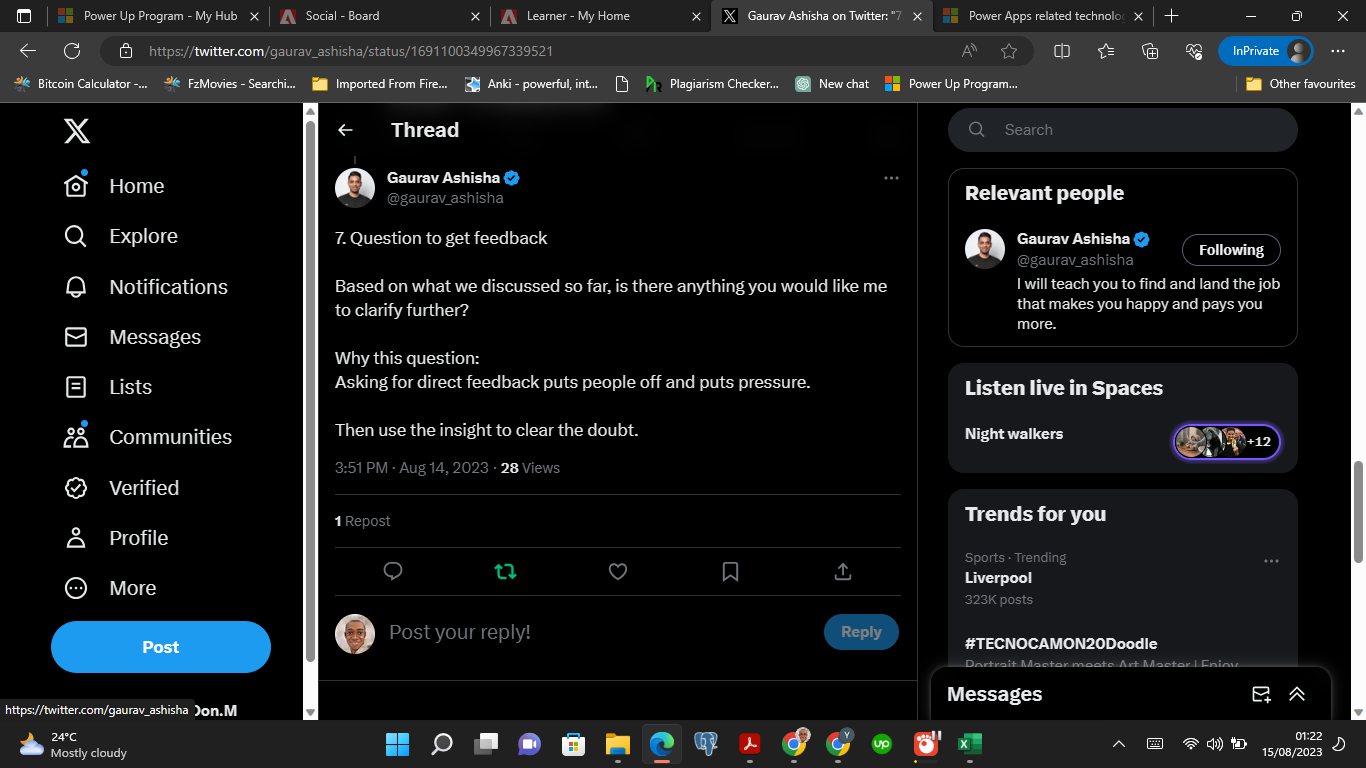 Power Up Program - My Hub
Social - Board
Learner - My Home
Gaurav Ashisha on Twitter: "7.
Power Apps related technolog
https://twitter.com/gaurav_ashisha/status/1691100349967339521
InPrivate
Bitcoin Calculator -...
FzMovies - Searchi...
Imported From Fire...
Anki - powerful, int...
Plagiarism Checker...
New chat
Power Up Program...
Other favourites
Home
Explore
Notifications
Messages
Lists
Communities
Verified
Profile
More
Post
Don.M
https://twitter.com/gaurav_ashisha
Thread
Gaurav Ashisha
@gaurav_ashisha
7. Question to get feedback
Based on what we discussed so far, is there anything you would like me
to clarify further?
Why this question:
Asking for direct feedback puts people off and puts pressure.
Then use the insight to clear the doubt.
3:51 PM · Aug 14, 2023 · 28 Views
1 Repost
Post your reply!
Reply
Search
Relevant people
Gaurav Ashisha
@gaurav_ashisha
Following
I will teach you to find and land the job
that makes you happy and pays you
more.
Listen live in Spaces
Night walkers
+12
Trends for you
Sports · Trending
Liverpool
323K posts
#TECNOCAMON20Doodle
Portrait Master meets Art Master | Enjoy
Messages
24°C
Mostly cloudy
01:22
15/08/2023